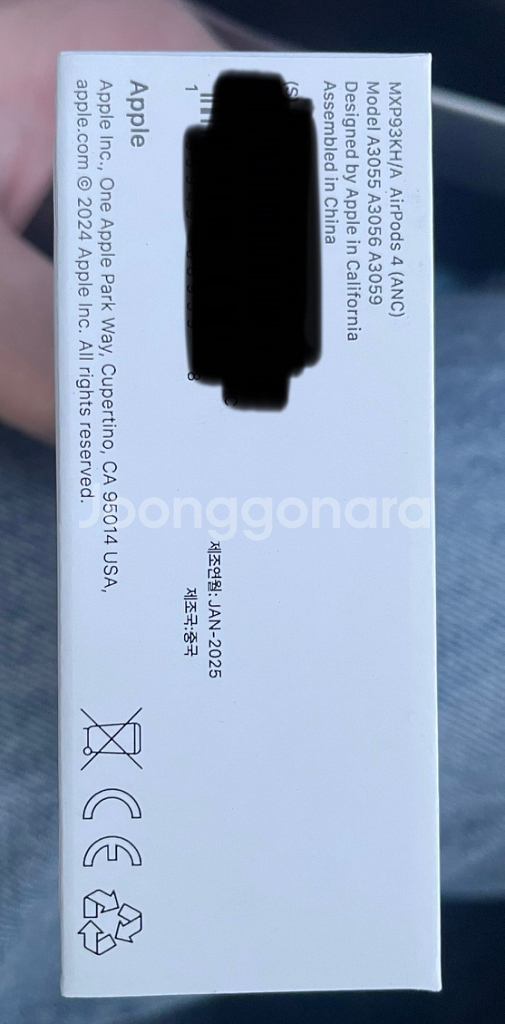 MXP93KH/A AirPods 4 (ANC)
Model A3055 A3056 A3059
Designed by Apple in California
Assembled in China
제조연월: JAN-2025
제조국:중국
Apple
Apple Inc., One Apple Park Way, Cupertino, CA 95014 USA,
apple.com © 2024 Apple Inc. All rights reserved.
CE
Joonggonara